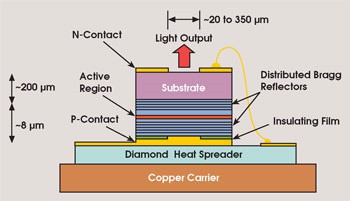 ~20 to 350 µm
N-Contact
Light Output
~200 µm
Substrate
Active
Region
Distributed Bragg
Reflectors
~8 µm
P-Contact
Insulating Film
Diamond Heat Spreader
Copper Carrier